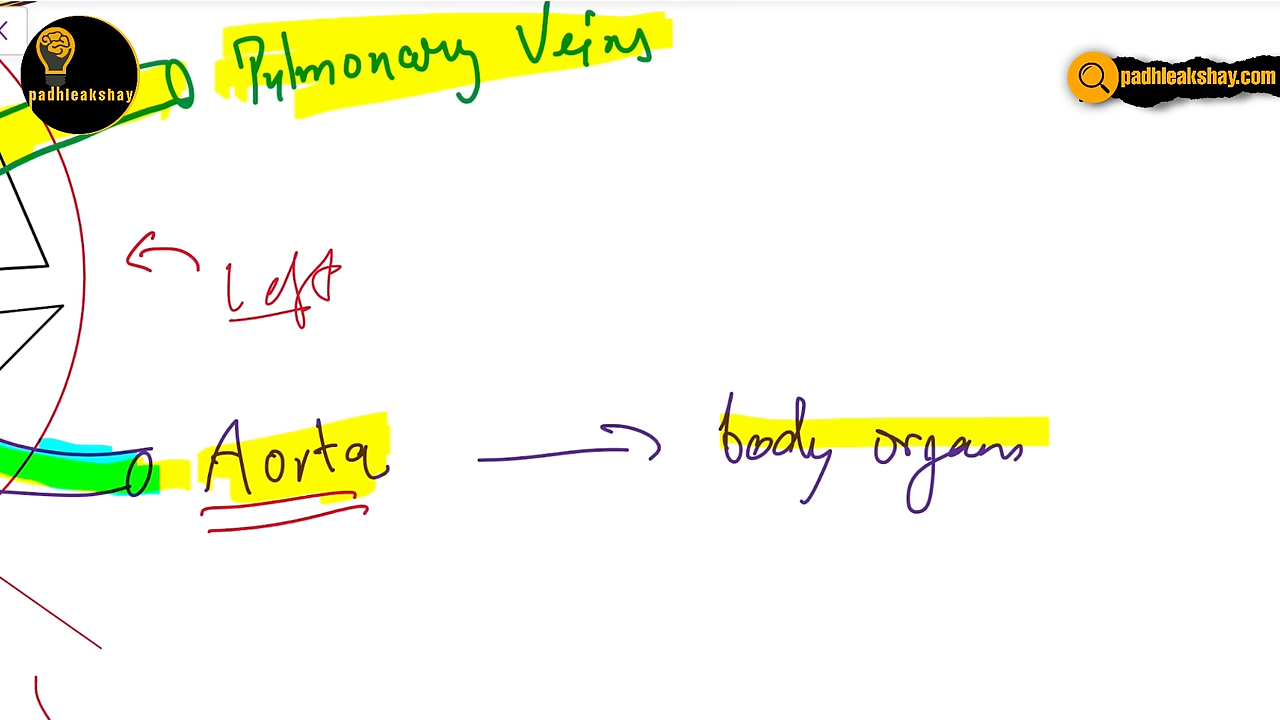 Pulmonary Veins
padhleakshay
padhleakshay.com
Left
Aorta
body organs